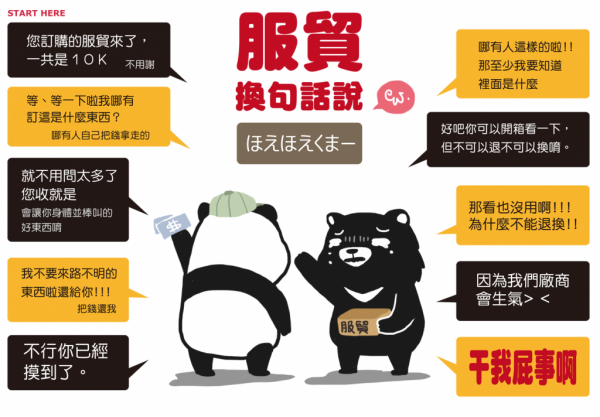 START HERE
服貿
換句話說
ω.
ほえほえくまー
您訂購的服貿來了，
一共是１０Ｋ 不用謝
等、等一下啦我哪有
訂這是什麼東西？
哪有人自己把錢拿走的
就不用問太多了
您收就是
會讓你身體並棒叫的
好東西唷
我不要來路不明的
東西啦還給你!!!
把錢還我
不行你已經
摸到了。
哪有人這樣的啦!!
那至少我要知道
裡面是什麼
好吧你可以開箱看一下，
但不可以退不可以換唷。
那看也沒用啊!!!
為什麼不能退換!!
因為我們廠商
會生氣> <
干我屁事啊
服貿
$